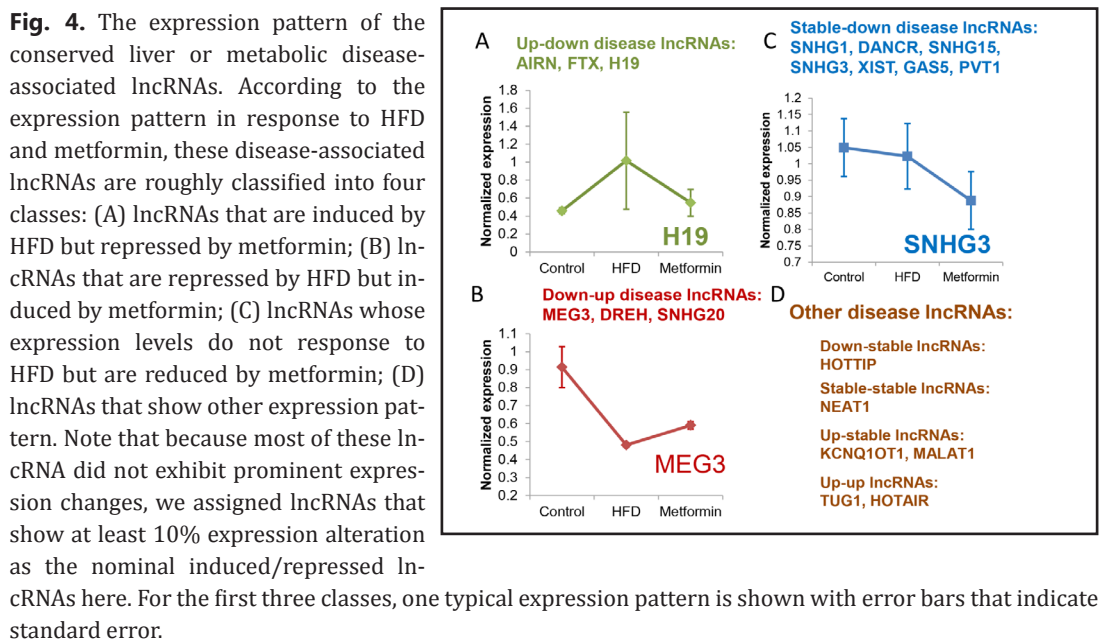 Fig. 4. The expression pattern of the
conserved liver or metabolic disease-
associated lncRNAs. According to the
expression pattern in response to HFD
and metformin, these disease-associated
lncRNAs are roughly classified into four
classes: (A) lncRNAs that are induced by
HFD but repressed by metformin; (B) ln-
cRNAs that are repressed by HFD but in-
duced by metformin; (C) lncRNAs whose
expression levels do not response to
HFD but are reduced by metformin; (D)
lncRNAs that show other expression pat-
tern. Note that because most of these ln-
cRNA did not exhibit prominent expres-
sion changes, we assigned lncRNAs that
show at least 10% expression alteration
as the nominal induced/repressed ln-
cRNAs here. For the first three classes, one typical expression pattern is shown with error bars that indicate
standard error.
A
Up-down disease lncRNAs:
AIRN, FTX, H19
Normalized expression
1.8
1.6
1.4
1.2
1
0.8
0.6
0.4
0.2
0
H19
Control HFD Metformin
B
Down-up disease lncRNAs:
MEG3, DREH, SNHG20
Normalized expression
1.1
1
0.9
0.8
0.7
0.6
0.5
0.4
0.3
0.2
MEG3
Control HFD Metformin
C
Stable-down disease lncRNAs:
SNHG1, DANCR, SNHG15,
SNHG3, XIST, GAS5, PVT1
Normalized expression
1.2
1.15
1.1
1.05
1
0.95
0.9
0.85
0.8
0.75
0.7
SNHG3
Control HFD Metformin
D
Other disease lncRNAs:
Down-stable lncRNAs:
HOTTIP
Stable-stable lncRNAs:
NEAT1
Up-stable lncRNAs:
KCNQ1OT1, MALAT1
Up-up lncRNAs:
TUG1, HOTAIR